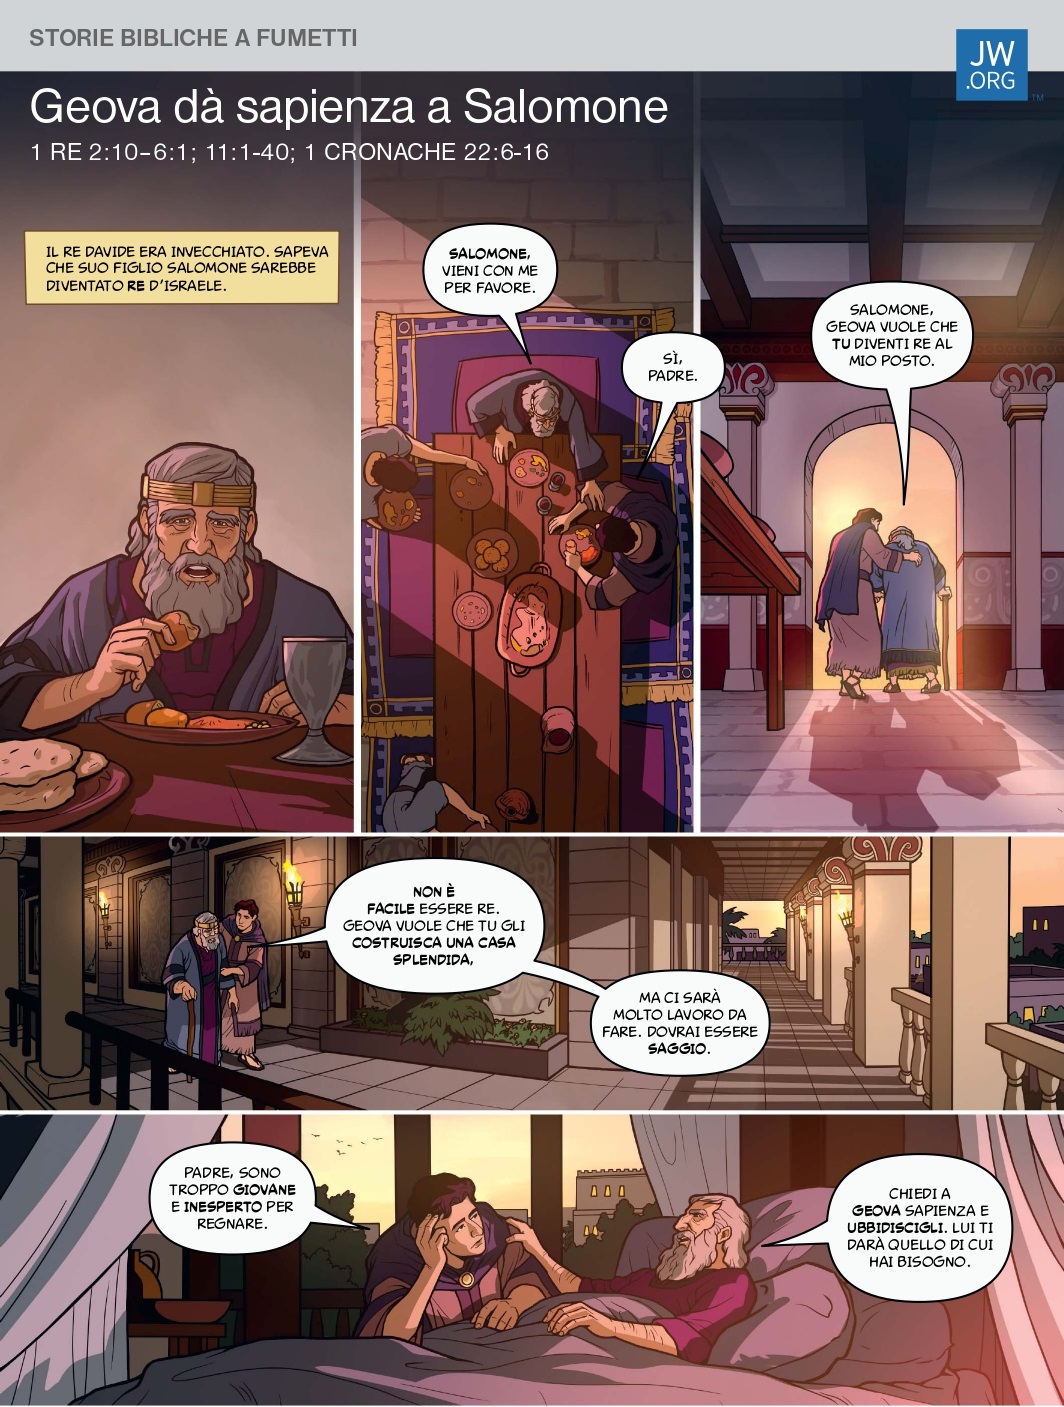 STORIE BIBLICHE A FUMETTI
JW
.ORG
TM
Geova dà sapienza a Salomone
1 RE 2:10–6:1; 11:1-40; 1 CRONACHE 22:6-16
IL RE DAVIDE ERA INVECCHIATO. SAPEVA
CHE SUO FIGLIO SALOMONE SAREBBE
DIVENTATO RE D'ISRAELE.
SALOMONE,
VIENI CON ME
PER FAVORE.
SÌ,
PADRE.
SALOMONE,
GEOVA VUOLE CHE
TU DIVENTI RE AL
MIO POSTO.
NON È
FACILE ESSERE RE.
GEOVA VUOLE CHE TU GLI
COSTRUISCA UNA CASA
SPLENDIDA,
MA CI SARÀ
MOLTO LAVORO DA
FARE. DOVRAI ESSERE
SAGGIO.
PADRE, SONO
TROPPO GIOVANE
E INESPERTO PER
REGNARE.
CHIEDI A
GEOVA SAPIENZA E
UBBIDISCIGLI. LUI TI
DARÀ QUELLO DI CUI
HAI BISOGNO.